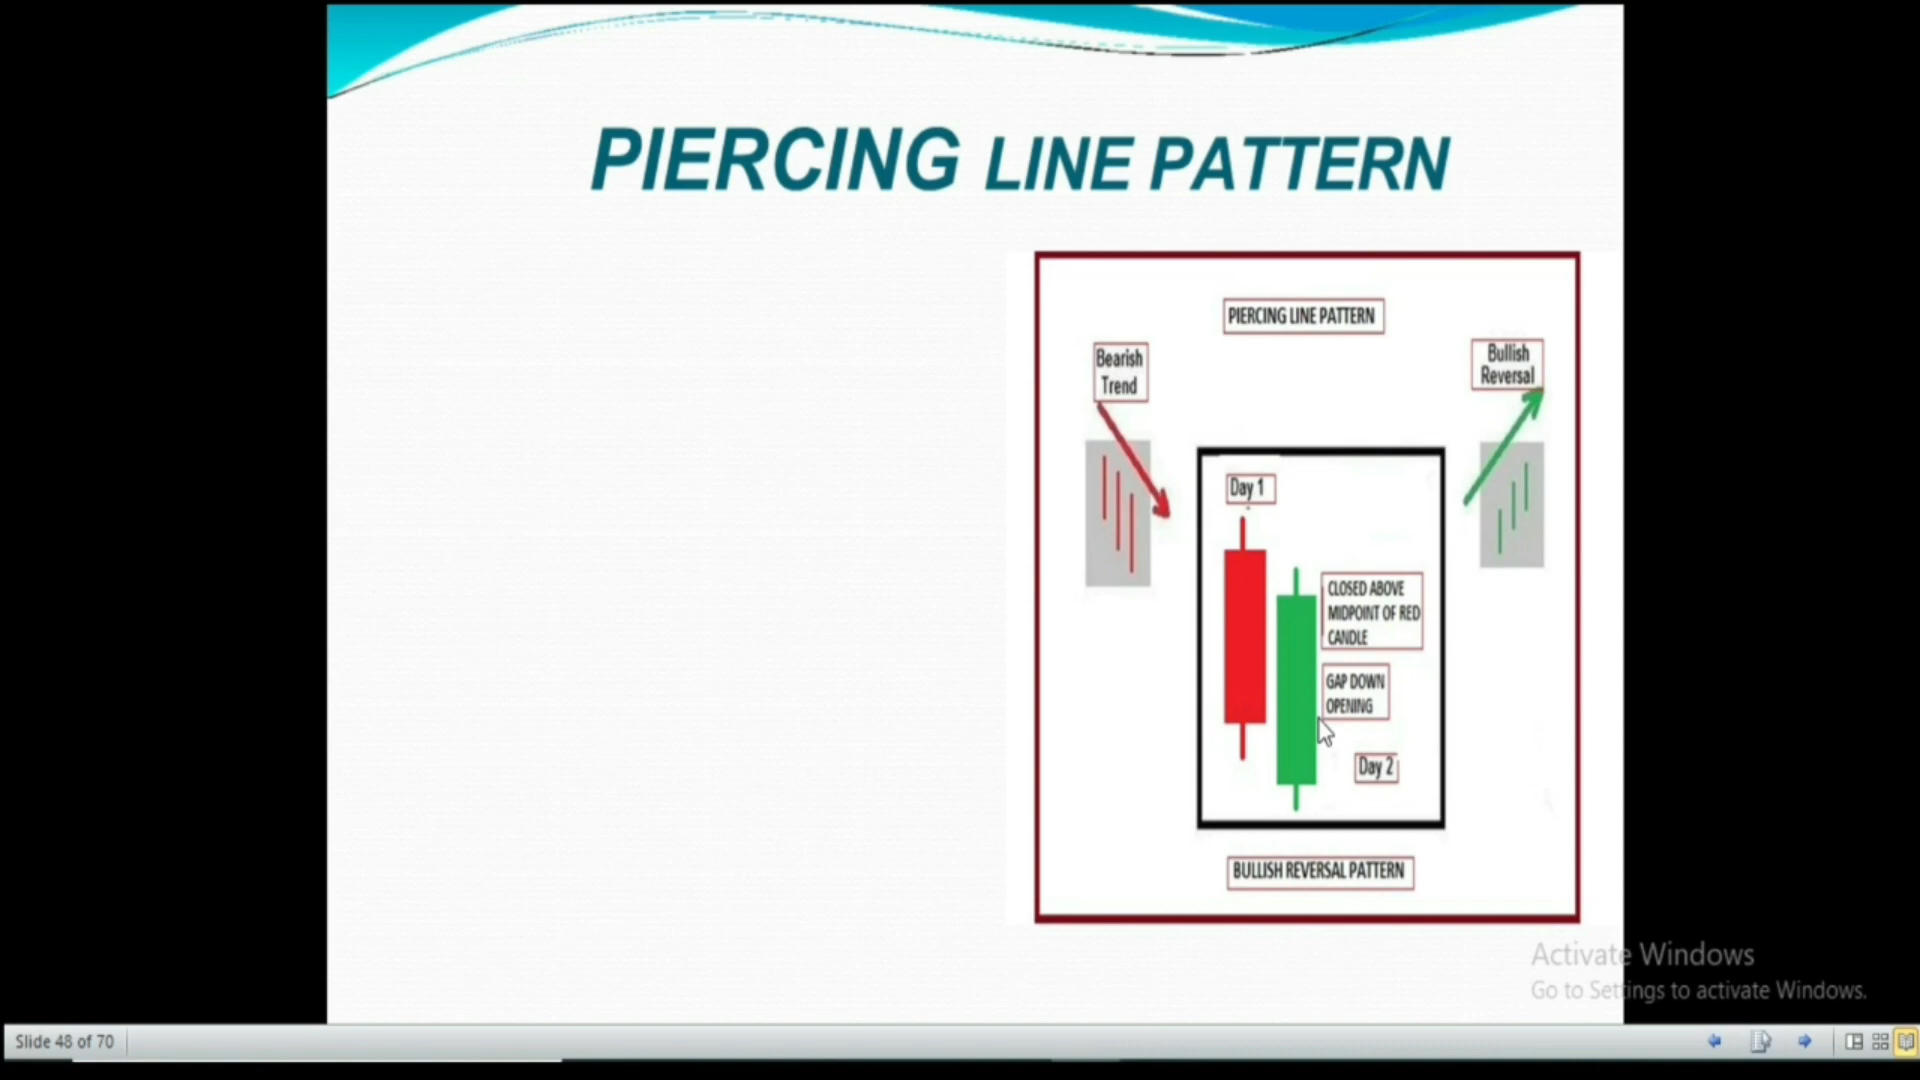 PIERCING LINE PATTERN
PIERCING LINE PATTERN
Bearish
Trend
Bullish
Reversal
Day 1
CLOSED ABOVE
MIDPOINT OF RED
CANDLE
GAP DOWN
OPENING
Day 2
BULLISH REVERSAL PATTERN
Activate Windows
Go to Settings to activate Windows.
Slide 48 of 70